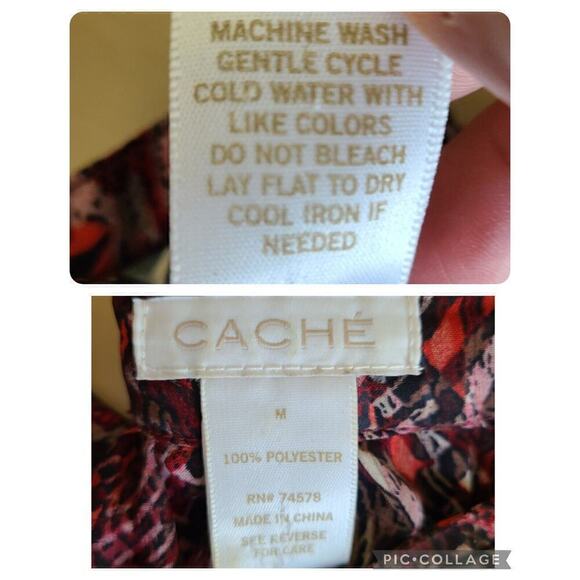 MACHINE WASH
GENTLE CYCLE
COLD WATER WITH
LIKE COLORS
DO NOT BLEACH
LAY FLAT TO DRY
COOL IRON IF
NEEDED
CACHÉ
M
100% POLYESTER
RN# 74578
MADE IN CHINA
SEE REVERSE
FOR CARE
PIC•COLLAGE